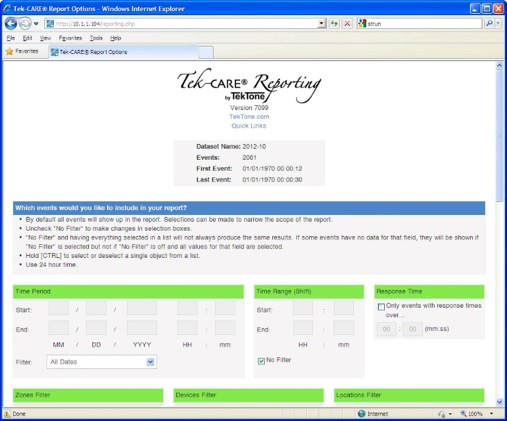 Tek-CARE® Report Options - Windows Internet Explorer
http://10.1.1.104/reporting.php
strun
File Edit View Favorites Tools Help
Favorites Tek-CARE® Report Options
Tek-CARE® Reporting
by TekTone
Version 7099
TekTone.com
Quick Links
Dataset Name: 2012-10
Events: 2061
First Event: 01/01/1970 00:00:12
Last Event: 01/01/1970 00:00:30
Which events would you like to include in your report?
• By default all events will show up in the report. Selections can be made to narrow the scope of the report.
• Uncheck "No Filter" to make changes in selection boxes.
• "No Filter" and having everything selected in a list will not always produce the same results. If some events have no data for that field, they will be shown if
"No Filter" is selected but not if "No Filter" is off and all values for that field are selected.
• Hold [CTRL] to select or deselect a single object from a list.
• Use 24 hour time.
Time Period Time Range (Shift) Response Time
Start: / / : Start: : Only events with response times
over...
End: / / : End: : 00 : 00 (mm:ss)
MM / DD / YYYY HH : mm HH : mm
Filter: All Dates No Filter
Zones Filter Devices Filter Locations Filter
Done Internet 100%